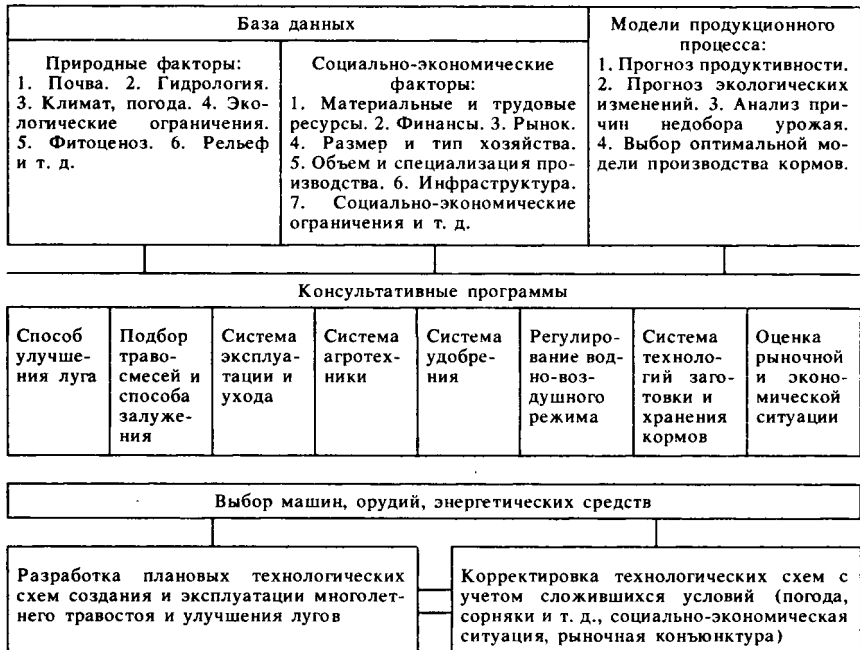 База данных
Природные факторы:
1. Почва. 2. Гидрология.
3. Климат, погода. 4. Эко-
логические ограничения.
5. Фитоценоз. 6. Рельеф
и т. д.
Социально-экономические
факторы:
1. Материальные и трудовые
ресурсы. 2. Финансы. 3. Рынок.
4. Размер и тип хозяйства.
5. Объем и специализация про-
изводства. 6. Инфраструктура.
7. Социально-экономические
ограничения и т. д.
Модели продукционного
процесса:
1. Прогноз продуктивности.
2. Прогноз экологических
изменений. 3. Анализ при-
чин недобора урожая.
4. Выбор оптимальной мо-
дели производства кормов.
Консультативные программы
Способ
улучше-
ния луга
Подбор
траво-
смесей и
способа
залуже-
ния
Система
эксплуа-
тации и
ухода
Система
агротех-
ники
Система
удобре-
ния
Регулиро-
вание вод-
но-воз-
душного
режима
Система
техноло-
гий заго-
товки и
хранения
кормов
Оценка
рыночной
и эконо-
мической
ситуации
Выбор машин, орудий, энергетических средств
Разработка плановых технологических
схем создания и эксплуатации многолет-
него травостоя и улучшения лугов
Корректировка технологических схем с
учетом сложившихся условий (погода,
сорняки и т. д., социально-экономическая
ситуация, рыночная конъюнктура)